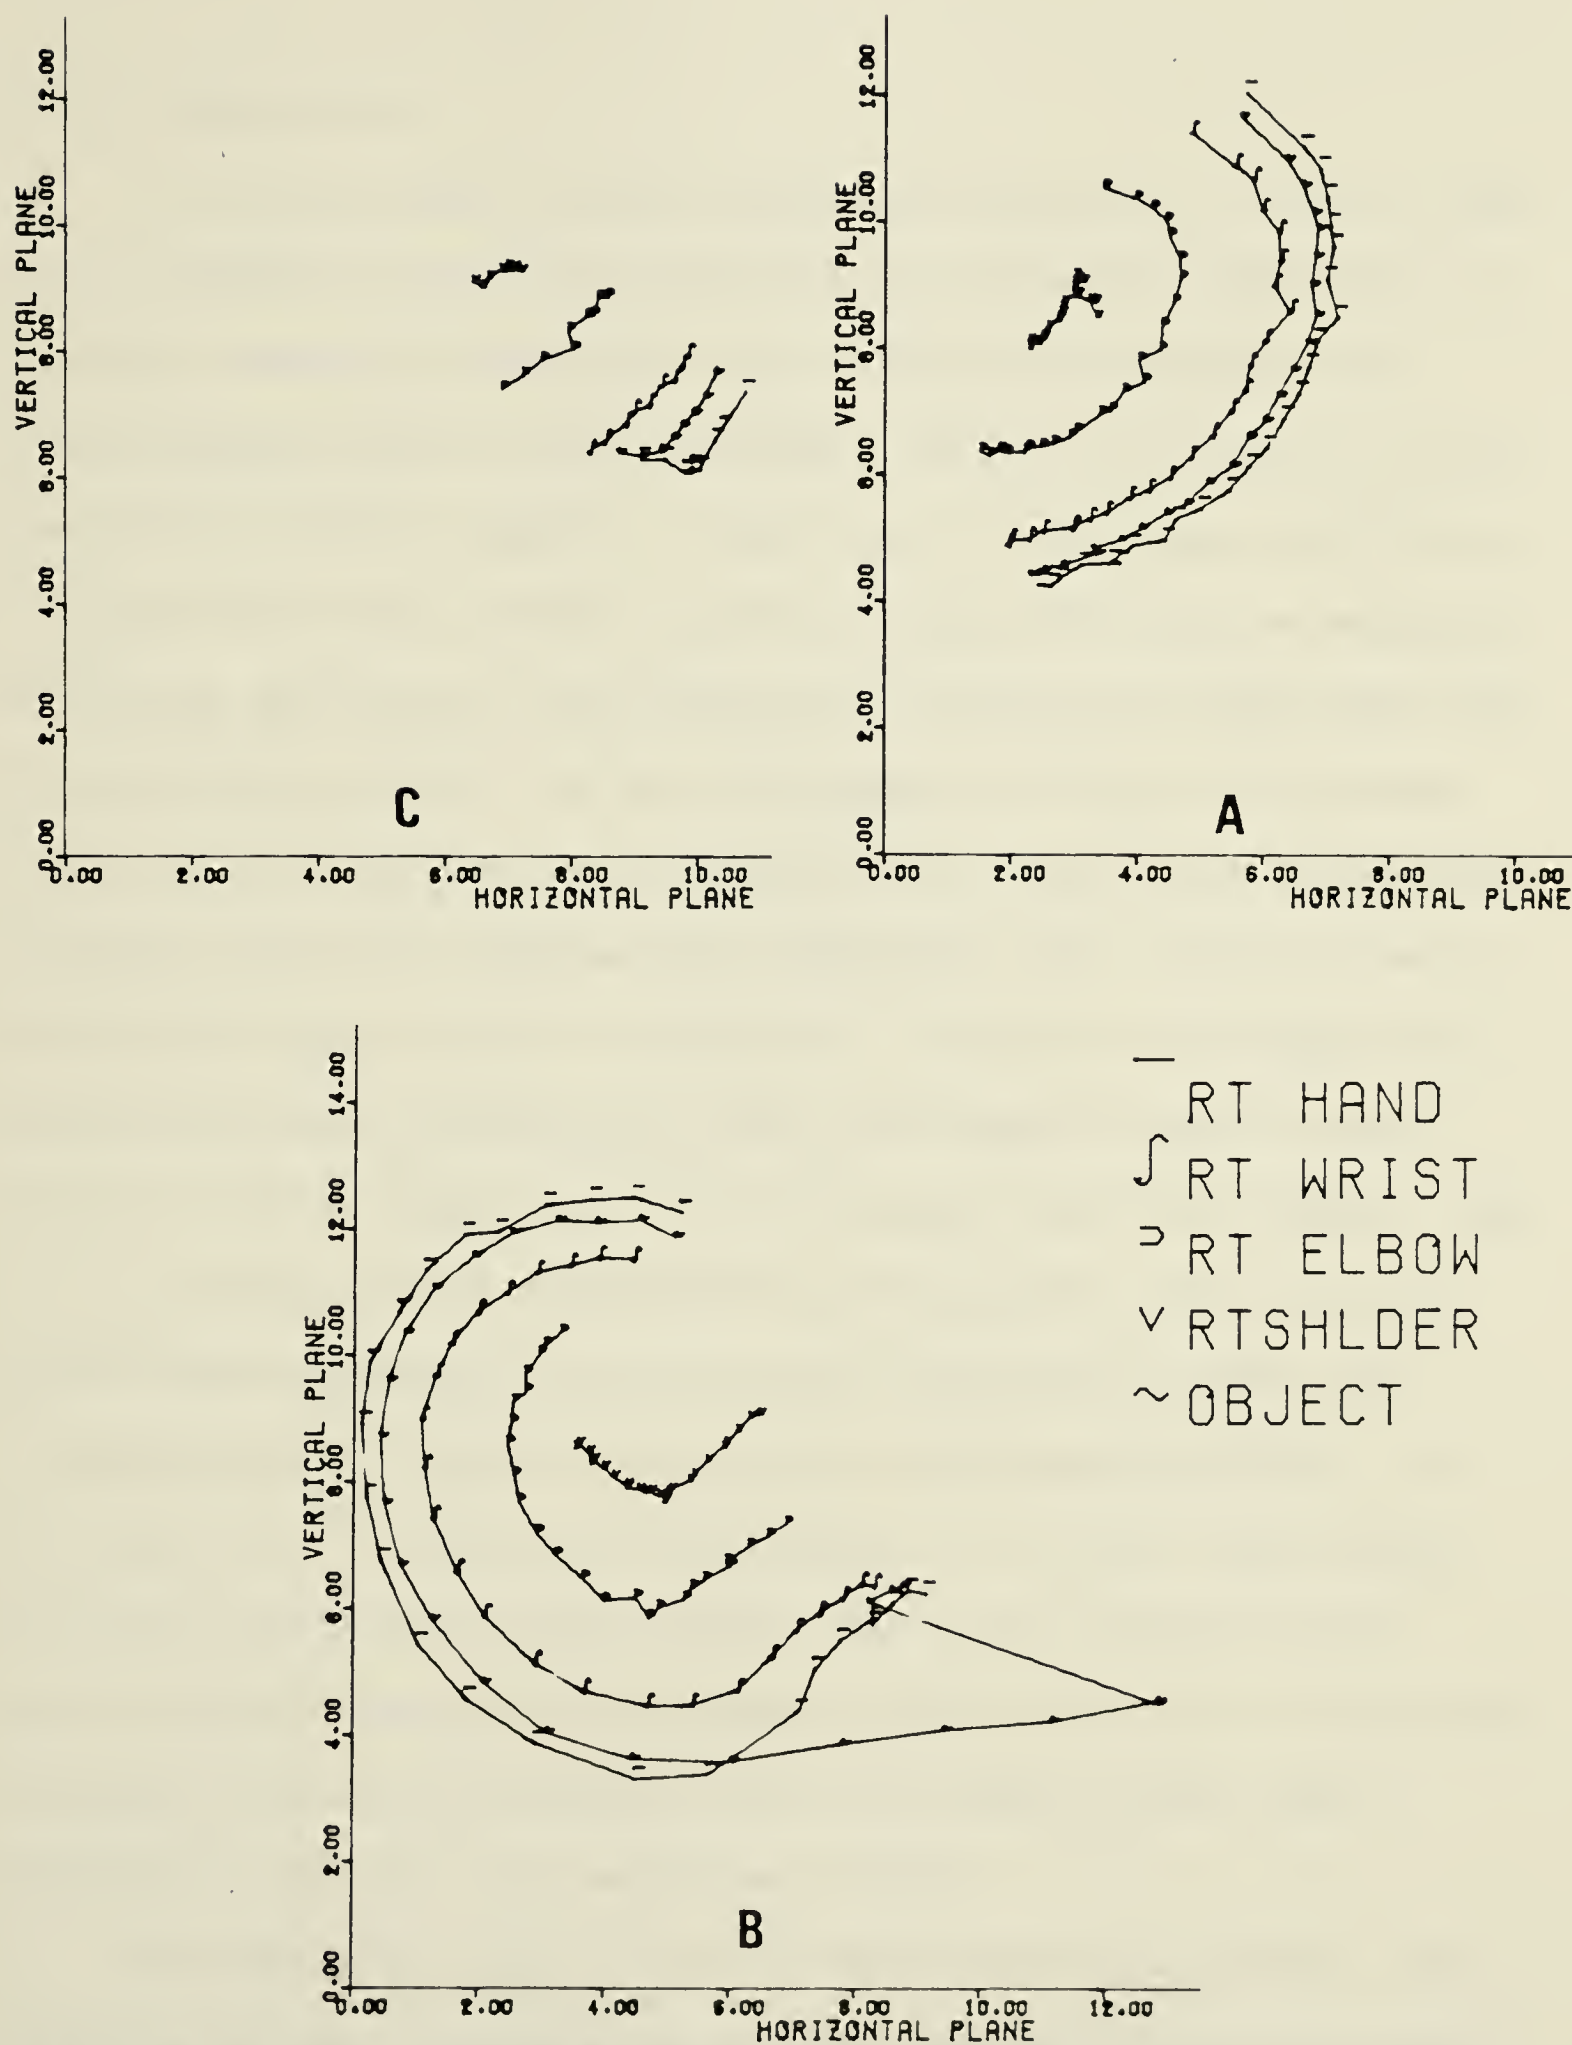 12.00
10.00
8.00
6.00
4.00
2.00
0.00
VERTICAL PLANE
0.00 2.00 4.00 6.00 8.00 10.00
HORIZONTAL PLANE
C
12.00
10.00
8.00
6.00
4.00
2.00
0.00
VERTICAL PLANE
0.00 2.00 4.00 6.00 8.00 10.00
HORIZONTAL PLANE
A
14.00
12.00
10.00
8.00
6.00
4.00
2.00
0.00
VERTICAL PLANE
0.00 2.00 4.00 6.00 8.00 10.00 12.00
HORIZONTAL PLANE
B
— RT HAND
∫ RT WRIST
⊃ RT ELBOW
∨ RTSHLDER
~ OBJECT